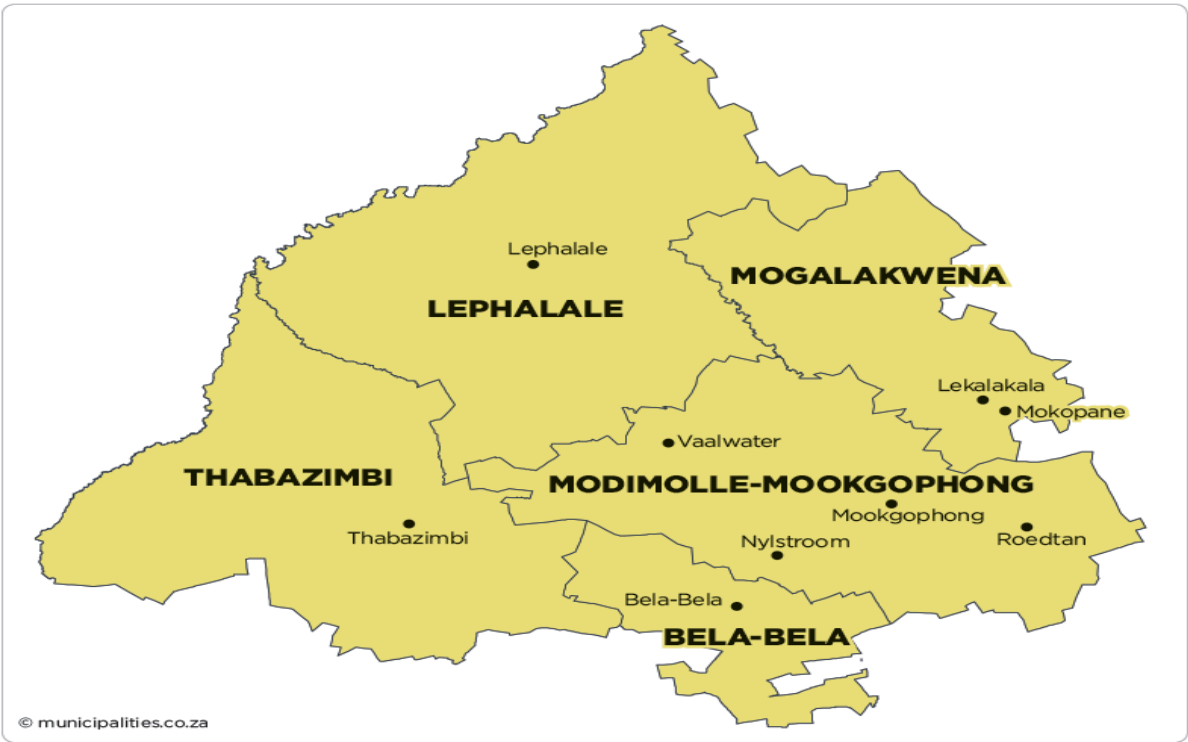 Lephalale
LEPHALALE
MOGALAKWENA
Lekalakala
Mokopane
Vaalwater
THABAZIMBI
MODIMOLLE-MOOKGOPHONG
Mookgophong
Thabazimbi
Nylstroom
Roedtan
Bela-Bela
BELA-BELA
© municipalities.co.za